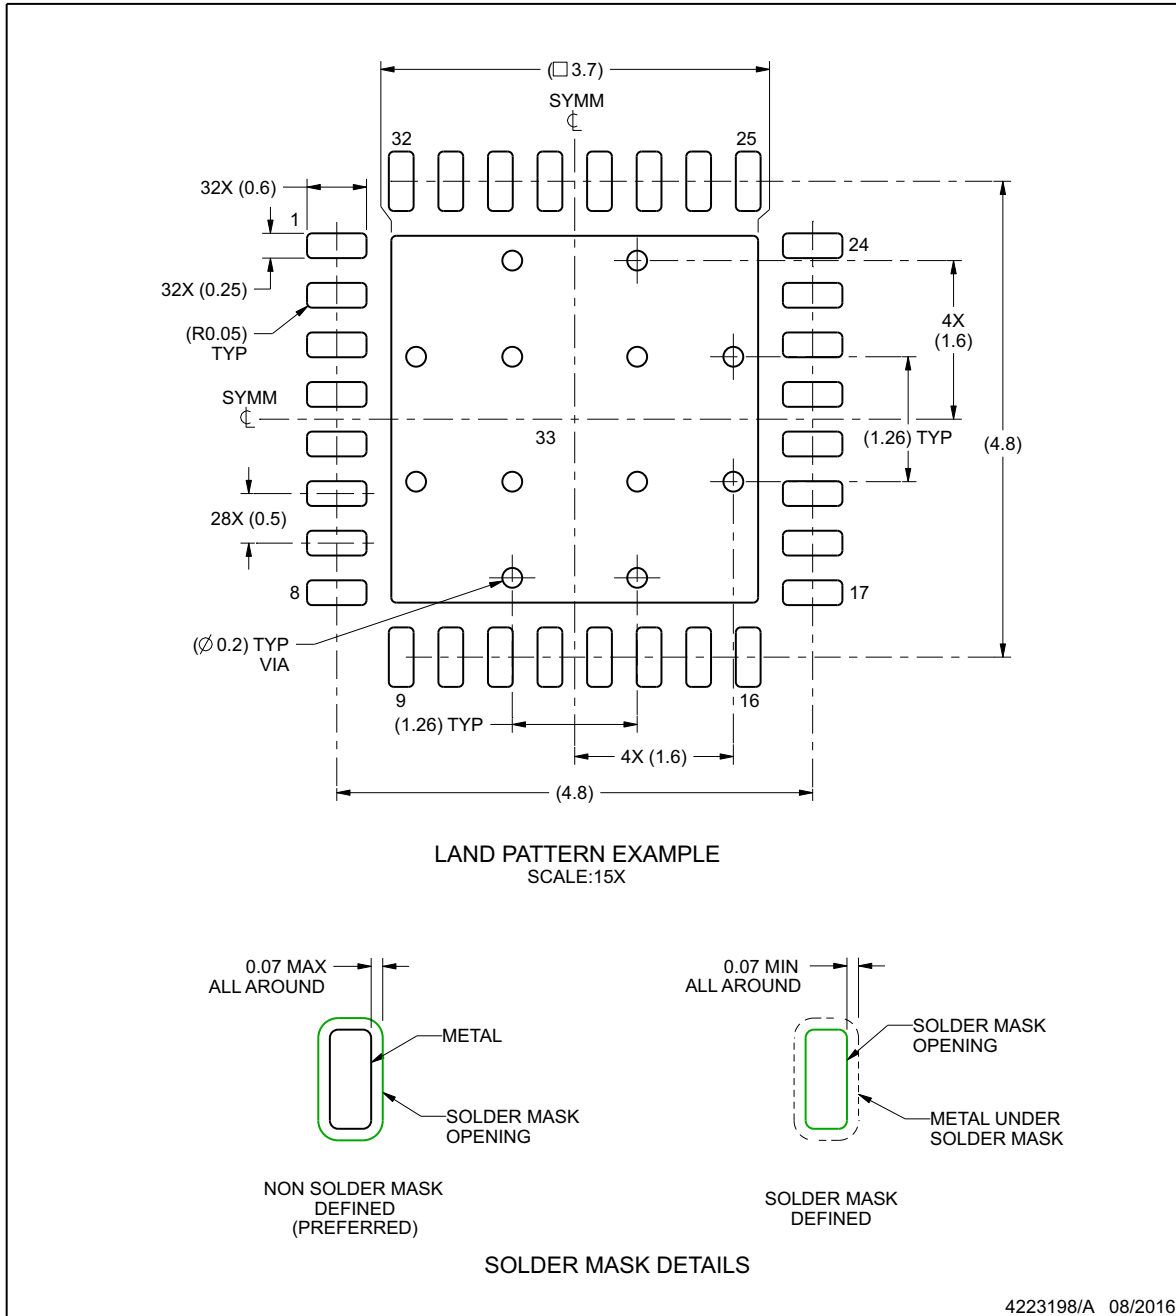 (□ 3.7)
SYMM
℄
32
25
32X (0.6)
1
24
32X (0.25)
(R0.05)
TYP
4X
(1.6)
SYMM
℄
33
(1.26) TYP
(4.8)
28X (0.5)
8
17
(Ø 0.2) TYP
VIA
9
16
(1.26) TYP
4X (1.6)
(4.8)
LAND PATTERN EXAMPLE
SCALE:15X
0.07 MAX
ALL AROUND
METAL
SOLDER MASK
OPENING
NON SOLDER MASK
DEFINED
(PREFERRED)
0.07 MIN
ALL AROUND
SOLDER MASK
OPENING
METAL UNDER
SOLDER MASK
SOLDER MASK
DEFINED
SOLDER MASK DETAILS
4223198/A 08/2016